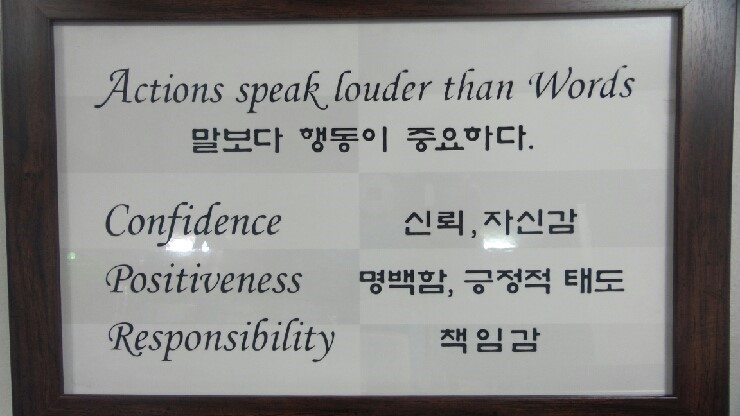 Actions speak louder than Words
말보다 행동이 중요하다.
Confidence 신뢰, 자신감
Positiveness 명백함, 긍정적 태도
Responsibility 책임감